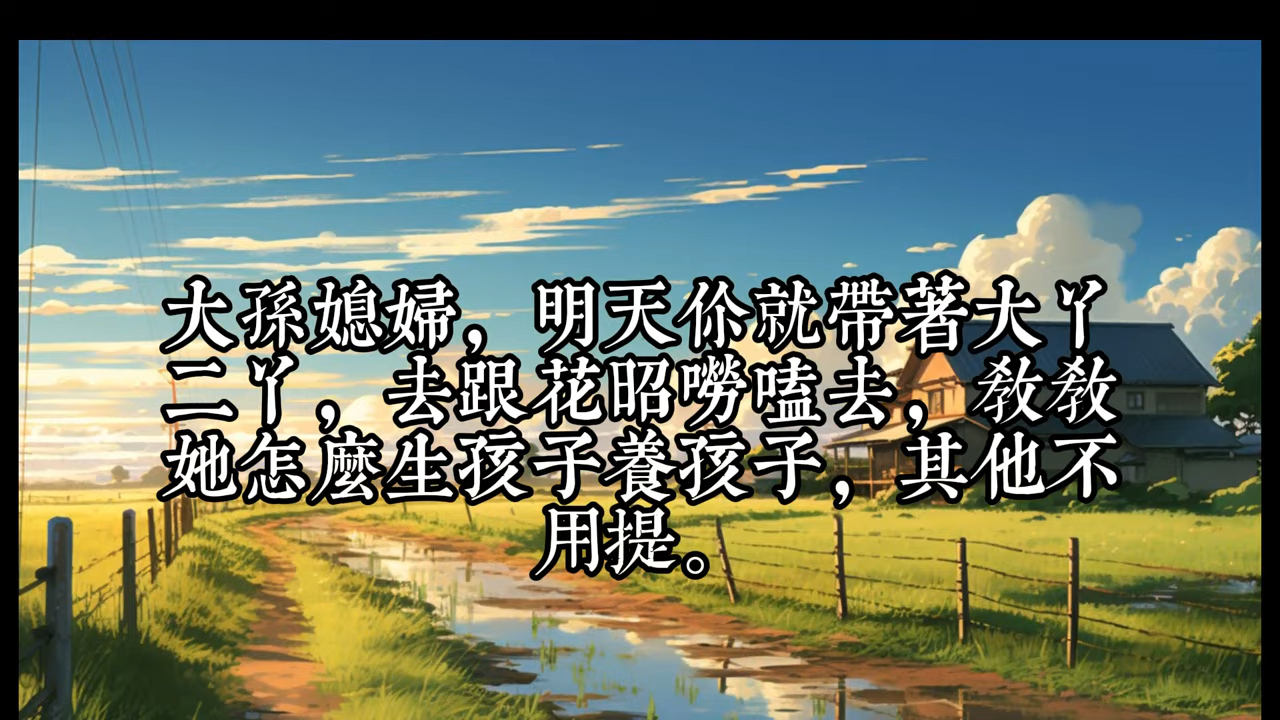 大孫媳婦，明天你就帶著大丫
二丫，去跟花昭嘮嗑去，教教
她怎麼生孩子養孩子，其他不
用提。